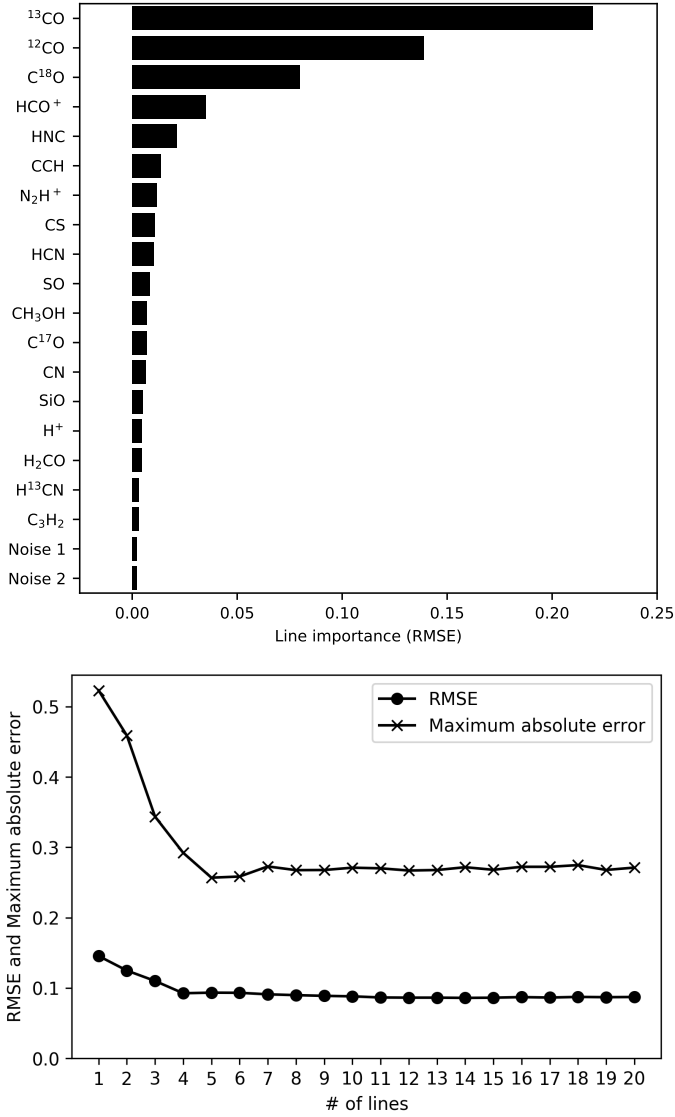 ¹³CO
¹²CO
C¹⁸O
HCO⁺
HNC
CCH
N₂H⁺
CS
HCN
SO
CH₃OH
C¹⁷O
CN
SiO
H⁺
H₂CO
H¹³CN
C₃H₂
Noise 1
Noise 2
0.00 0.05 0.10 0.15 0.20 0.25
Line importance (RMSE)
RMSE and Maximum absolute error
0.5
0.4
0.3
0.2
0.1
0.0
RMSE
Maximum absolute error
1 2 3 4 5 6 7 8 9 10 11 12 13 14 15 16 17 18 19 20
# of lines